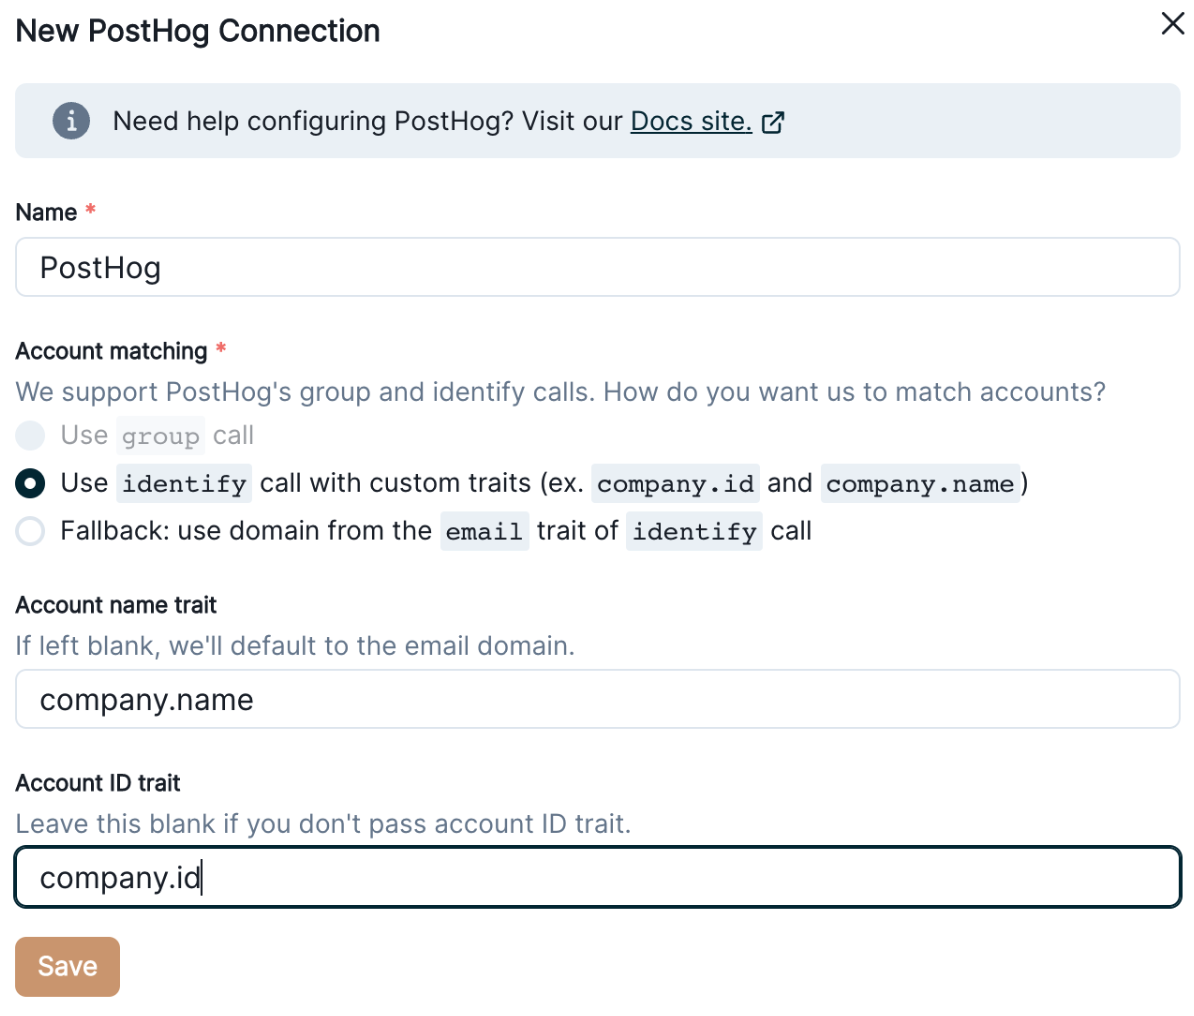 New PostHog Connection
Need help configuring PostHog? Visit our Docs site.
Name *
PostHog
Account matching *
We support PostHog's group and identify calls. How do you want us to match accounts?
Use group call
Use identify call with custom traits (ex. company.id and company.name)
Fallback: use domain from the email trait of identify call
Account name trait
If left blank, we'll default to the email domain.
company.name
Account ID trait
Leave this blank if you don't pass account ID trait.
company.id
Save